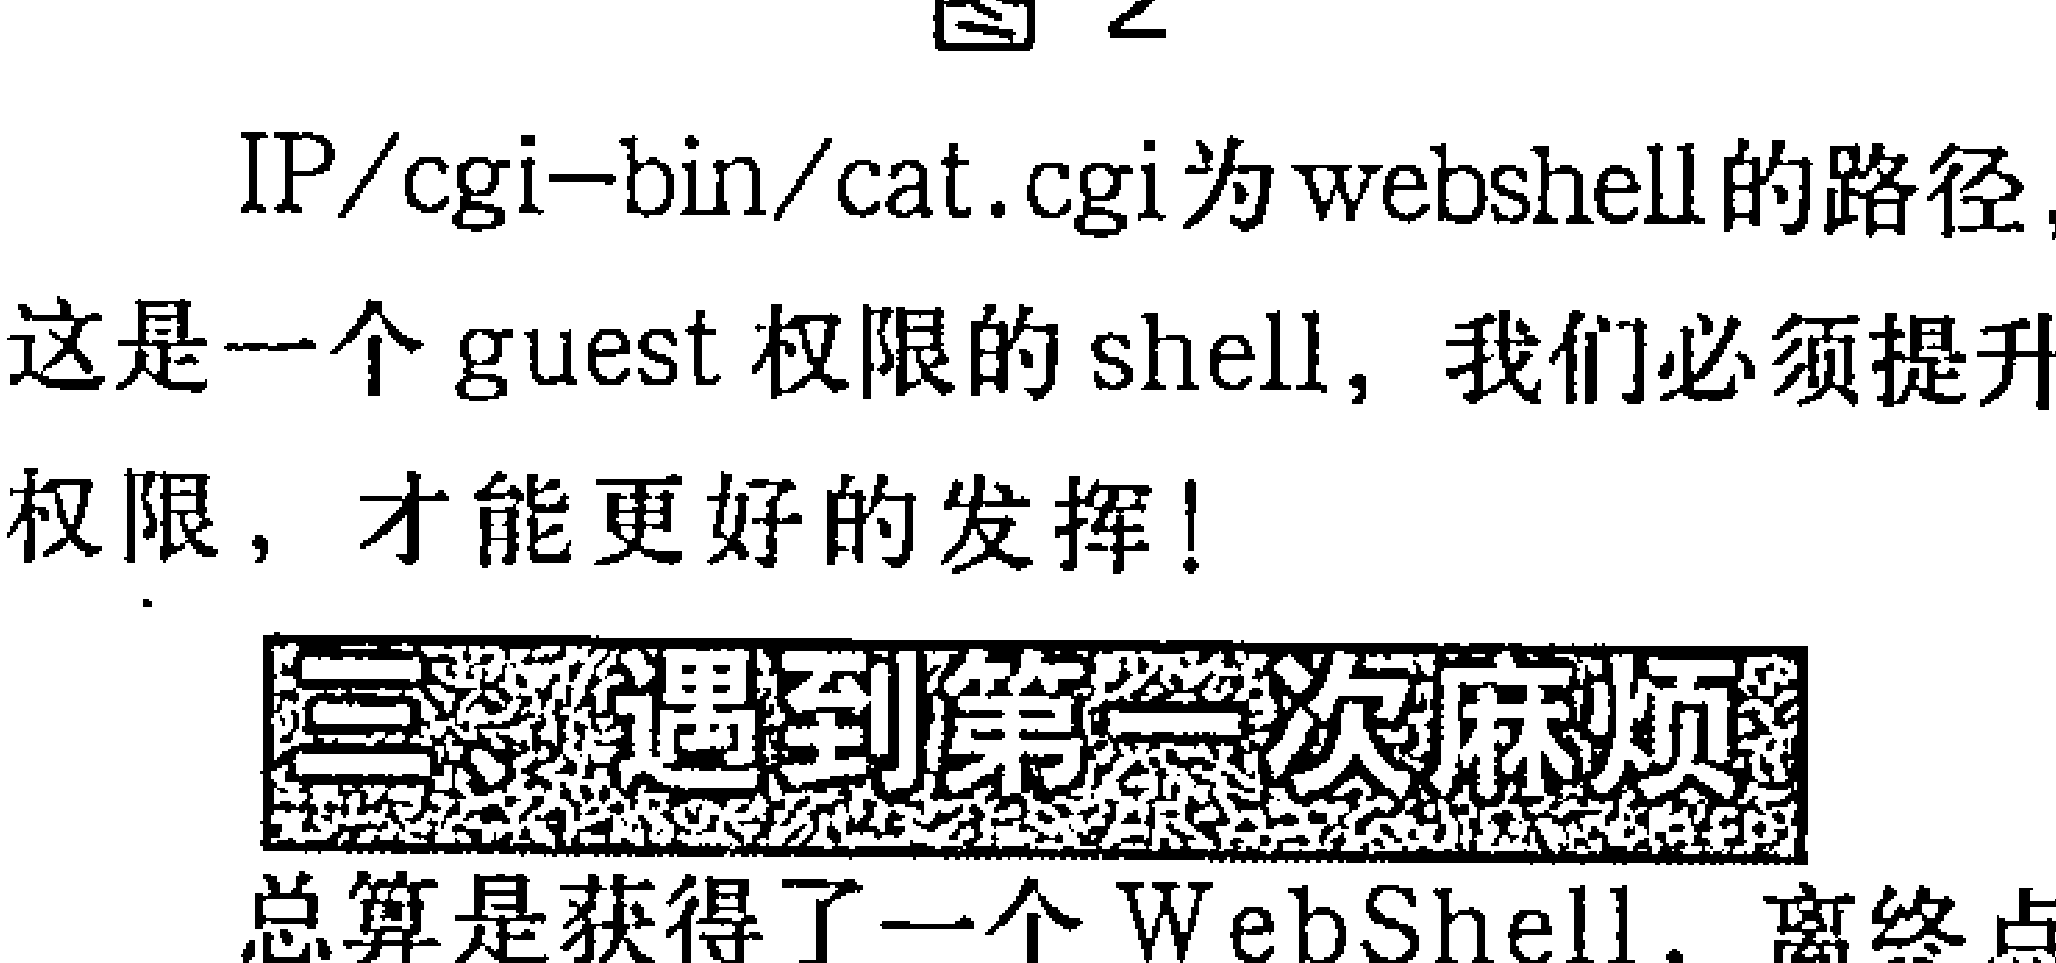 图 2
IP/cgi-bin/cat.cgi为webshell的路径,
这是一个 guest 权限的 shell, 我们必须提升
权限, 才能更好的发挥!
三、遇到第一次麻烦
总算是获得了一个 WebShell, 离终点